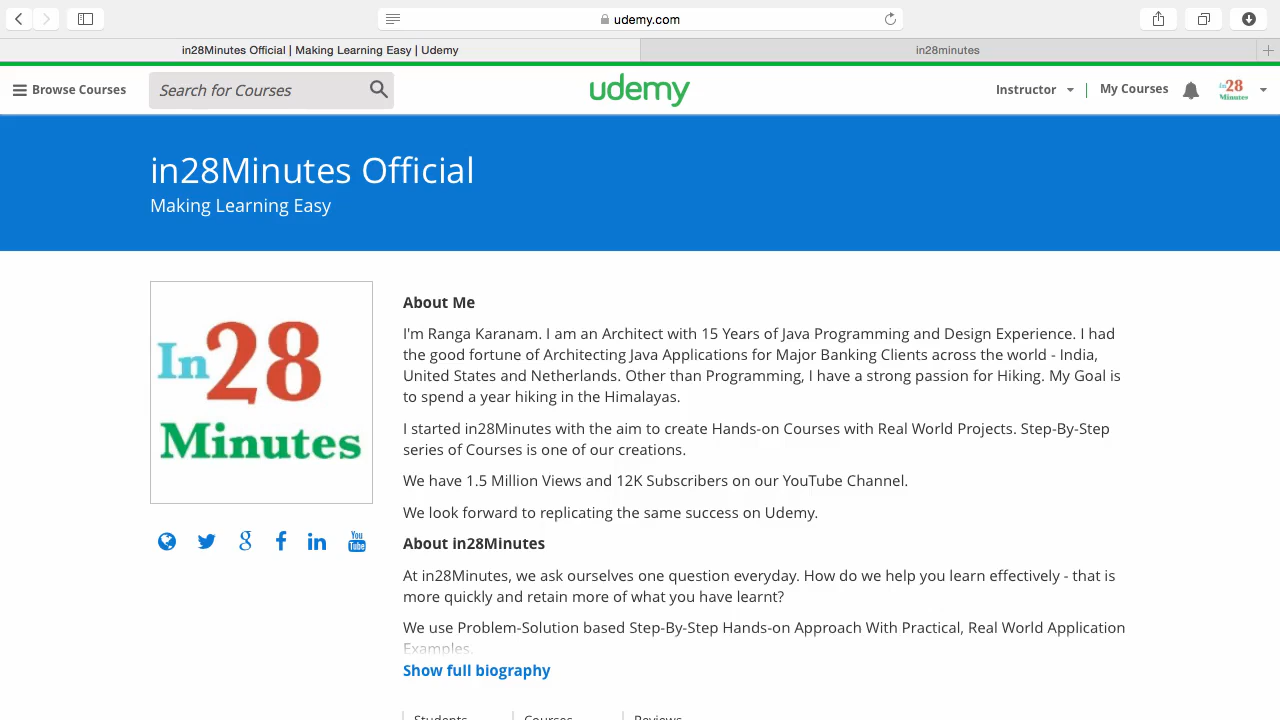 udemy.com
in28Minutes Official | Making Learning Easy | Udemy
in28minutes
Browse Courses
Search for Courses
udemy
Instructor
My Courses
In28
Minutes
in28Minutes Official
Making Learning Easy
In28
Minutes
About Me
I'm Ranga Karanam. I am an Architect with 15 Years of Java Programming and Design Experience. I had
the good fortune of Architecting Java Applications for Major Banking Clients across the world - India,
United States and Netherlands. Other than Programming, I have a strong passion for Hiking. My Goal is
to spend a year hiking in the Himalayas.
I started in28Minutes with the aim to create Hands-on Courses with Real World Projects. Step-By-Step
series of Courses is one of our creations.
We have 1.5 Million Views and 12K Subscribers on our YouTube Channel.
We look forward to replicating the same success on Udemy.
You
Tube
About in28Minutes
At in28Minutes, we ask ourselves one question everyday. How do we help you learn effectively - that is
more quickly and retain more of what you have learnt?
We use Problem-Solution based Step-By-Step Hands-on Approach With Practical, Real World Application
Examples.
Show full biography
Students
Courses
Reviews